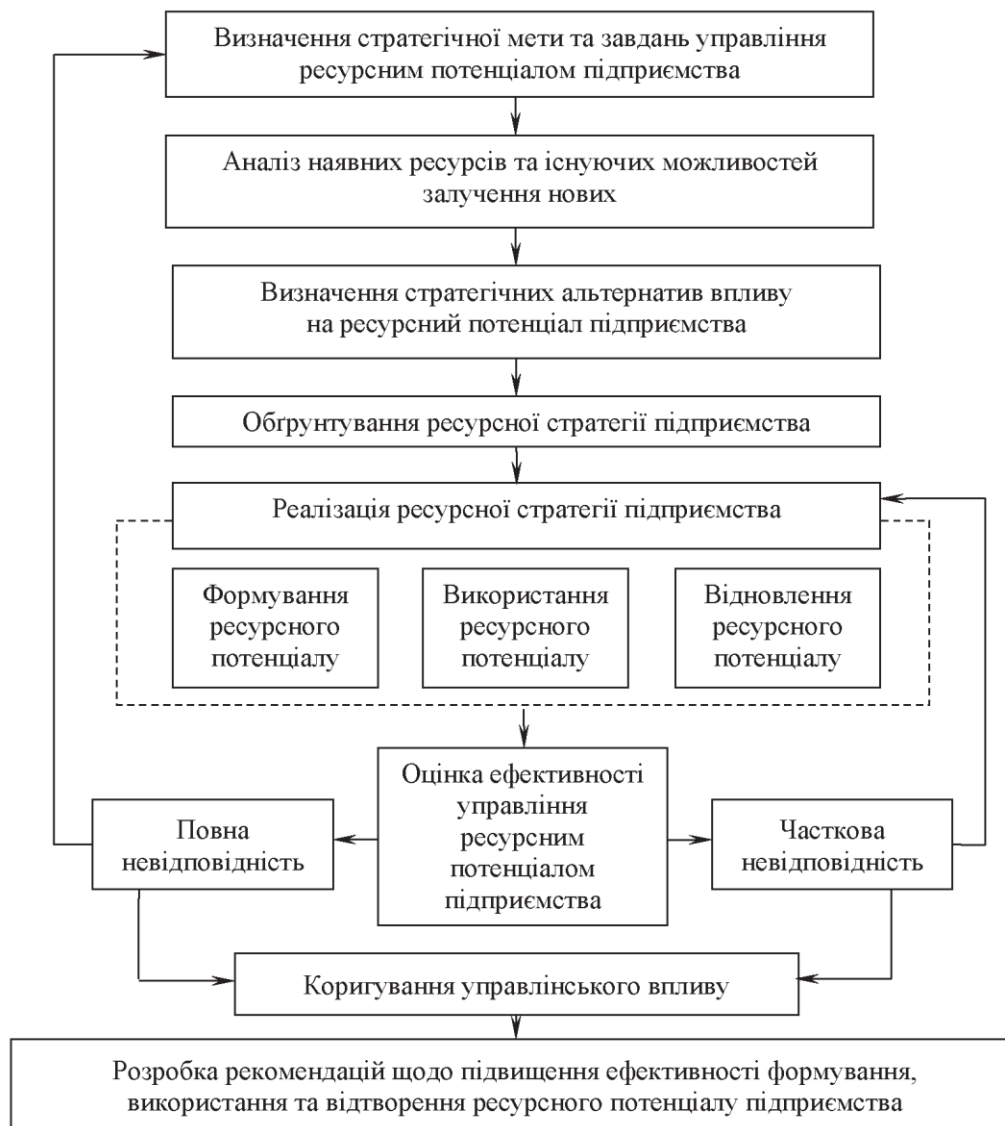 Визначення стратегічної мети та завдань управління
ресурсним потенціалом підприємства
Аналіз наявних ресурсів та існуючих можливостей
залучення нових
Визначення стратегічних альтернатив впливу
на ресурсний потенціал підприємства
Обґрунтування ресурсної стратегії підприємства
Реалізація ресурсної стратегії підприємства
Формування
ресурсного
потенціалу
Використання
ресурсного
потенціалу
Відновлення
ресурсного
потенціалу
Оцінка ефективності
управління
ресурсним
потенціалом
підприємства
Повна
невідповідність
Часткова
невідповідність
Коригування управлінського впливу
Розробка рекомендацій щодо підвищення ефективності формування,
використання та відтворення ресурсного потенціалу підприємства